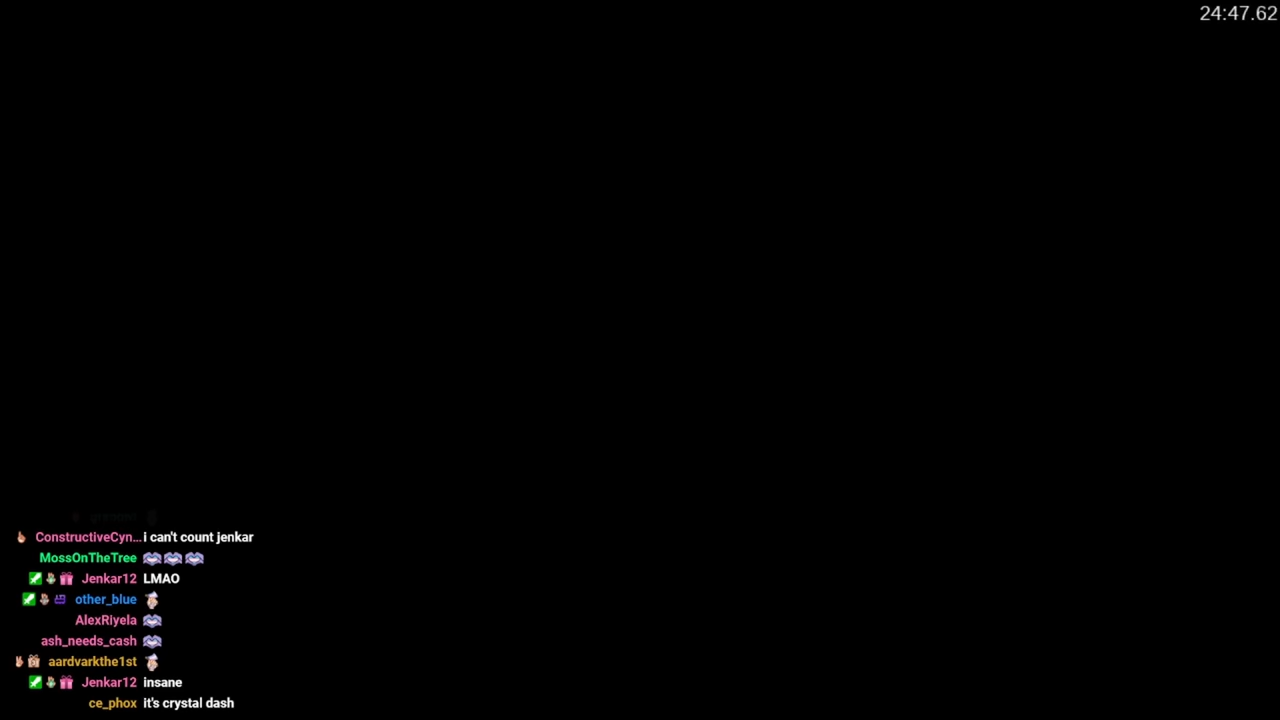 24:47.62
ConstructiveCyn... i can't count jenkar
MossOnTheTree
Jenkar12 LMAO
other_blue
AlexRiyela
ash_needs_cash
aardvarkthe1st
Jenkar12 insane
ce_phox it's crystal dash